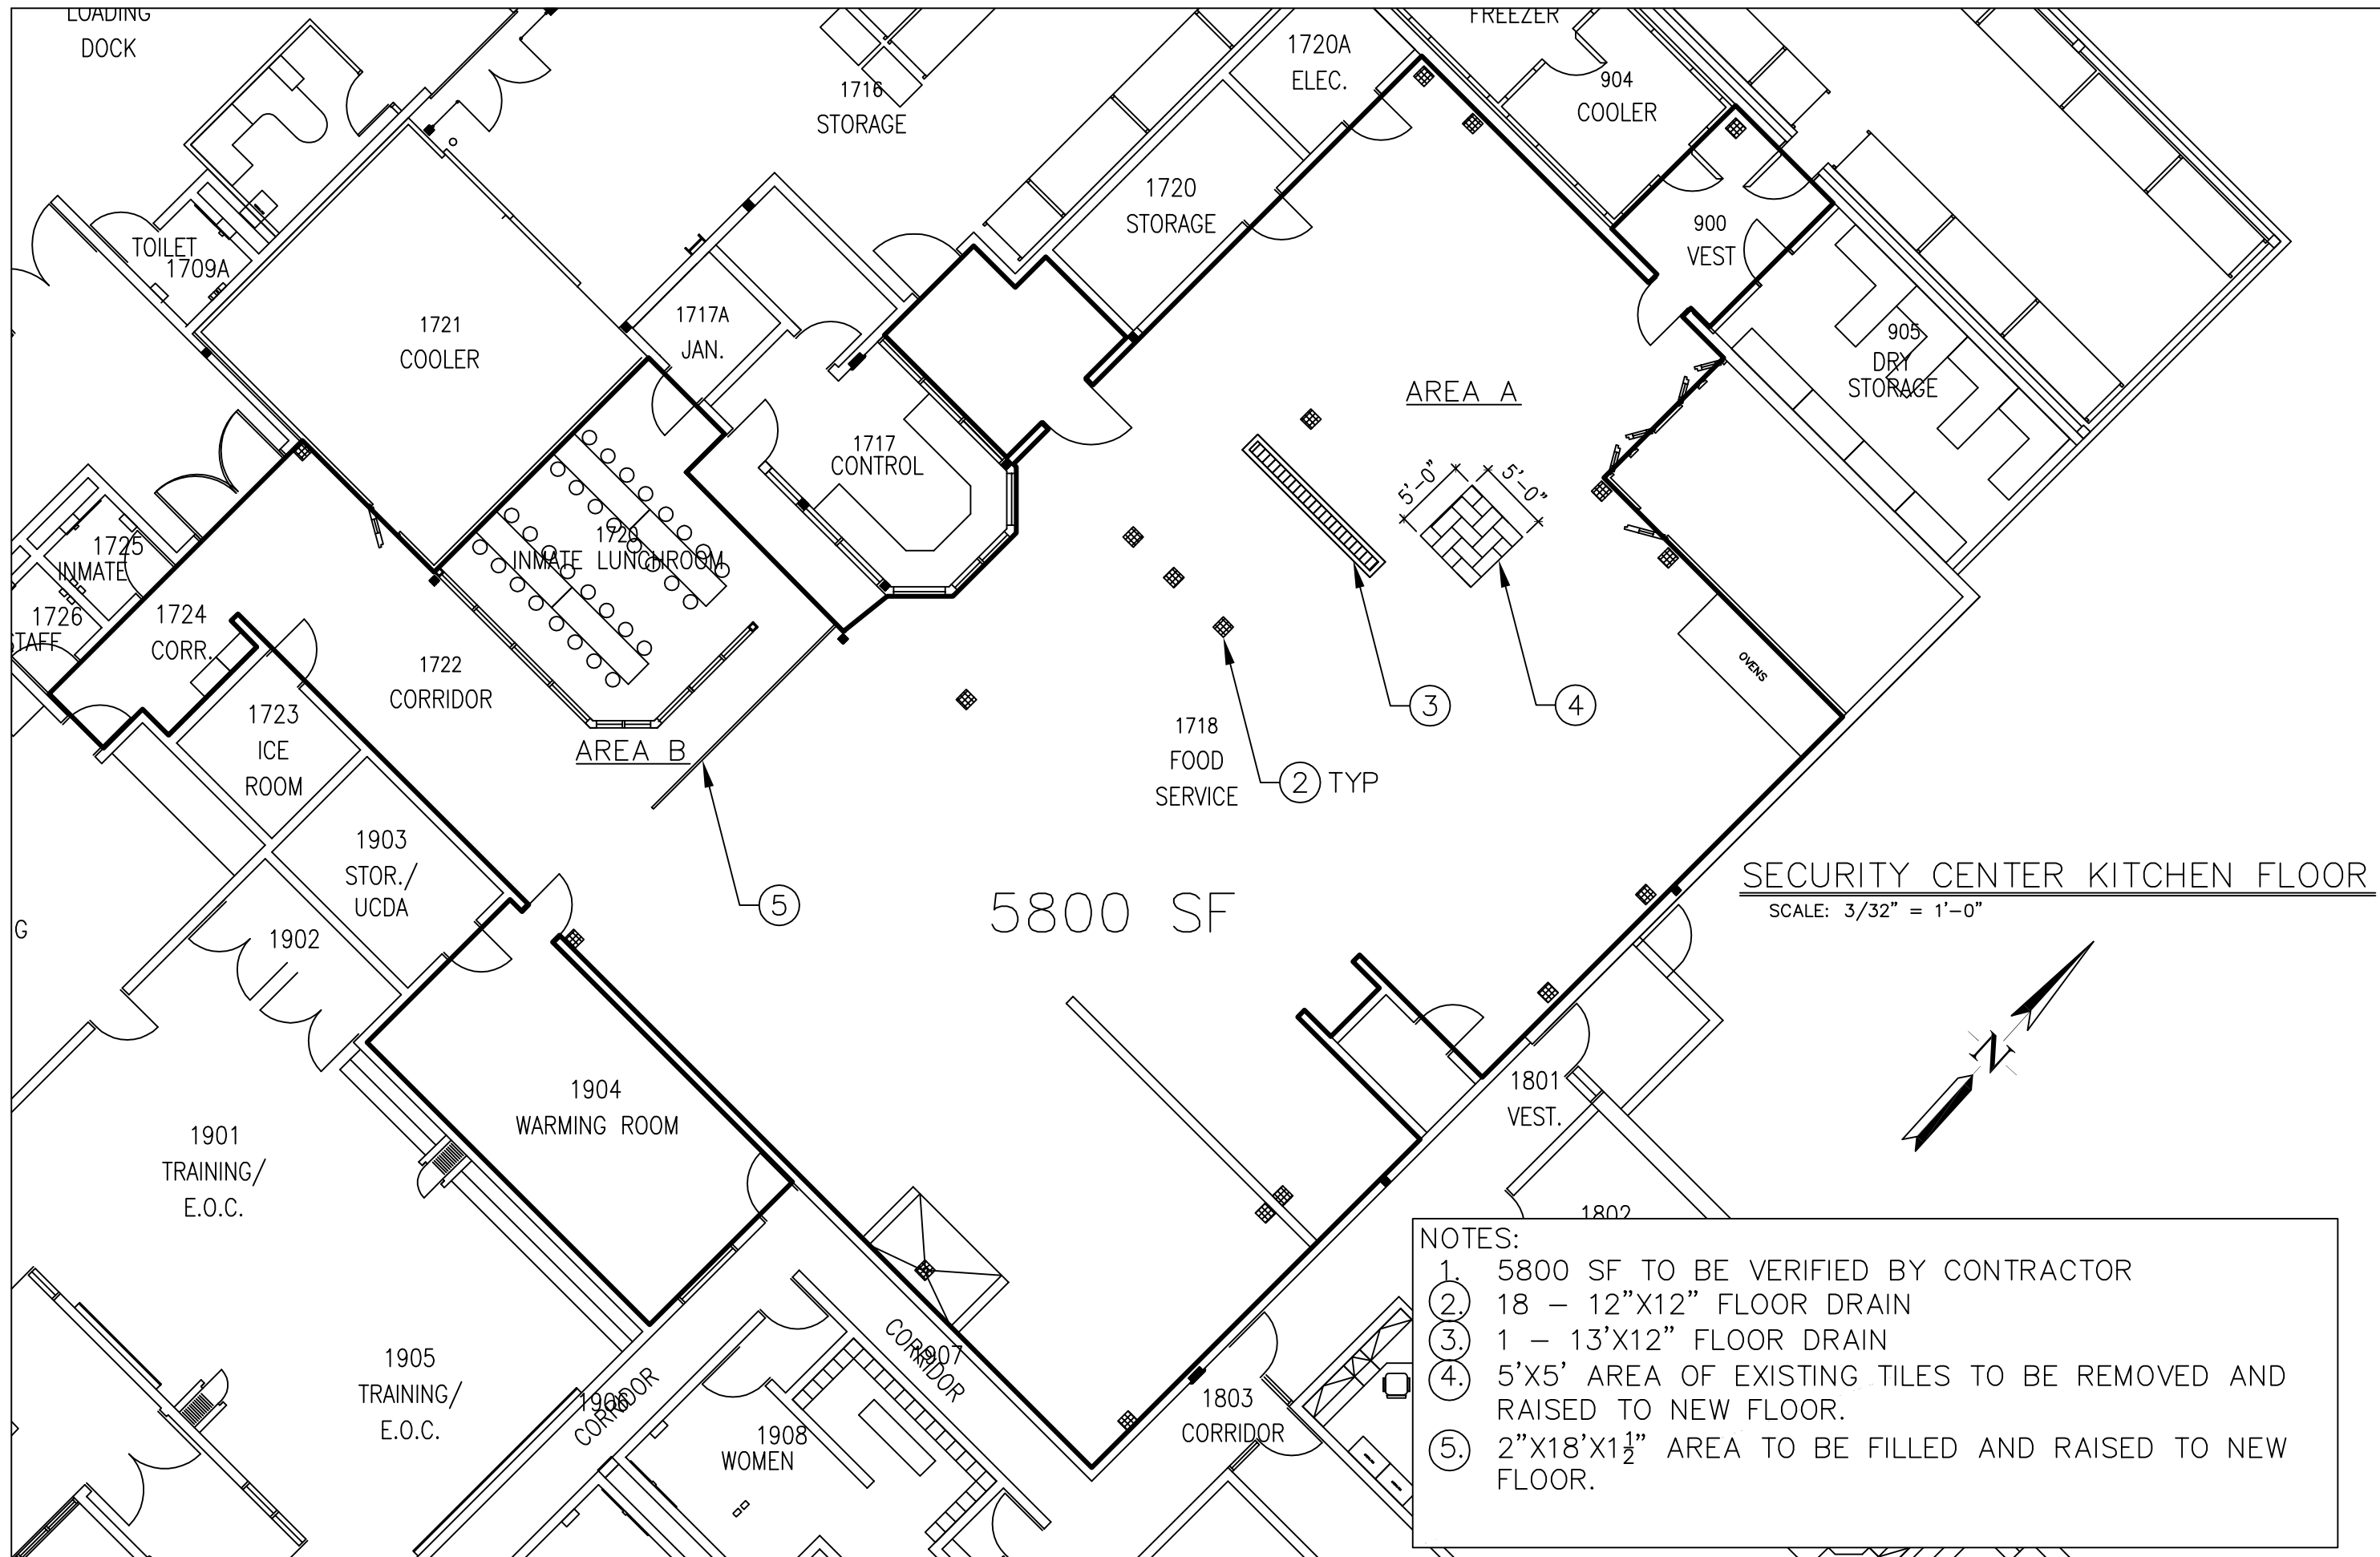 LOADING
DOCK
1716
STORAGE
1720A
ELEC.
FREEZER
904
COOLER
1720
STORAGE
900
VEST
TOILET
1709A
1721
COOLER
1717A
JAN.
905
DRY
STORAGE
AREA A
1717
CONTROL
5'-0"
5'-0"
1720
INMATE LUNCHROOM
1725
INMATE
1726
STAFF
1724
CORR.
1722
CORRIDOR
OVENS
3
4
1723
ICE
ROOM
AREA B
1718
FOOD
SERVICE
2 TYP
1903
STOR./
UCDA
5
5800 SF
SECURITY CENTER KITCHEN FLOOR
SCALE: 3/32" = 1'-0"
G
1902
N
1904
WARMING ROOM
1801
VEST.
1901
TRAINING/
E.O.C.
1802
1905
TRAINING/
E.O.C.
1906
CORRIDOR
1907
CORRIDOR
1908
WOMEN
1803
CORRIDOR
NOTES:
1. 5800 SF TO BE VERIFIED BY CONTRACTOR
2. 18 – 12"X12" FLOOR DRAIN
3. 1 – 13'X12" FLOOR DRAIN
4. 5'X5' AREA OF EXISTING TILES TO BE REMOVED AND
RAISED TO NEW FLOOR.
5. 2"X18'X1½" AREA TO BE FILLED AND RAISED TO NEW
FLOOR.